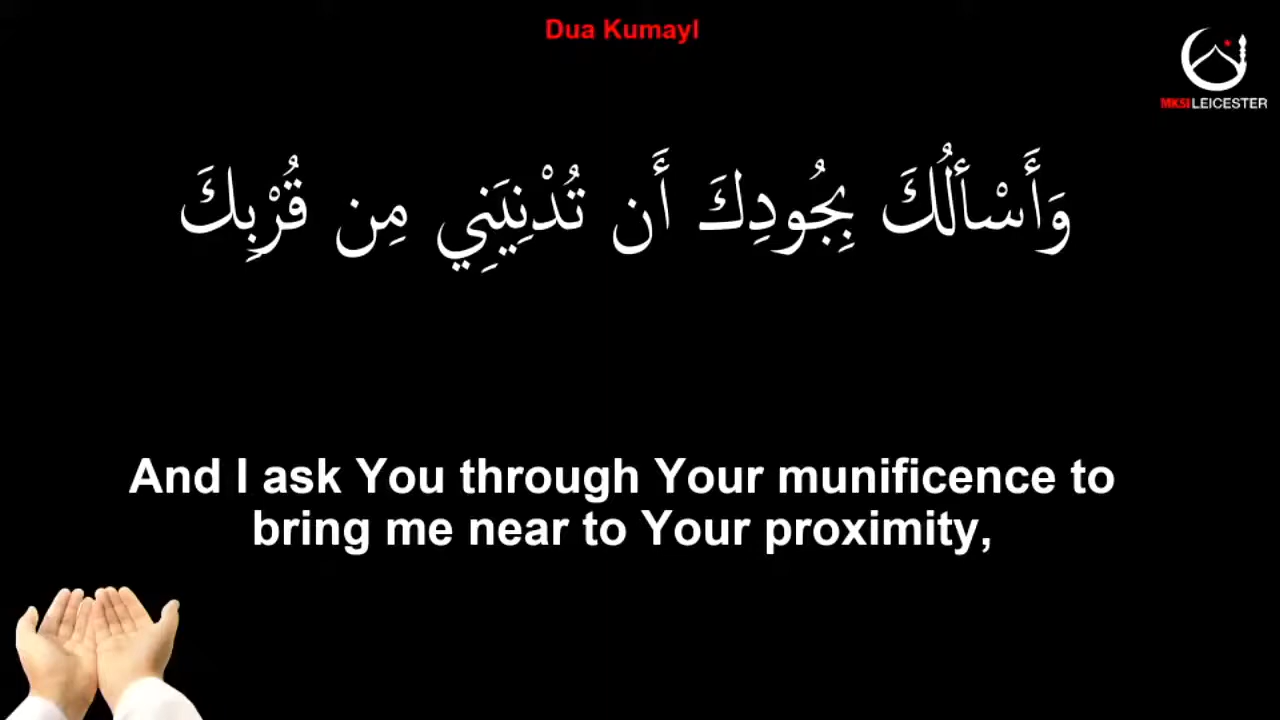 Dua Kumayl
MKSI LEICESTER
وَأَسْأَلُكَ بِجُودِكَ أَن تُدْنِيَنِي مِن قُرْبِكَ
And I ask You through Your munificence to
bring me near to Your proximity,